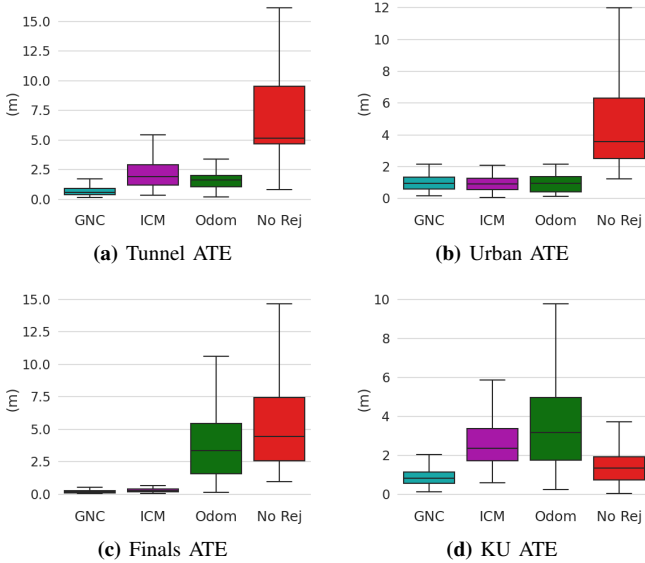 15.0
12.5
10.0
7.5
5.0
2.5
0.0
(m)
GNC ICM Odom No Rej
(a) Tunnel ATE
12
10
8
6
4
2
0
(m)
GNC ICM Odom No Rej
(b) Urban ATE
15.0
12.5
10.0
7.5
5.0
2.5
0.0
(m)
GNC ICM Odom No Rej
(c) Finals ATE
10
8
6
4
2
0
(m)
GNC ICM Odom No Rej
(d) KU ATE